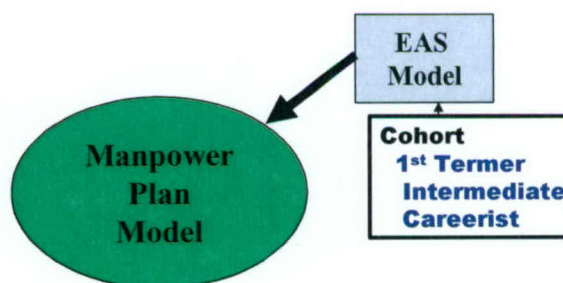 EAS
Model
Manpower
Plan
Model
Cohort
1st Termer
Intermediate
Careerist